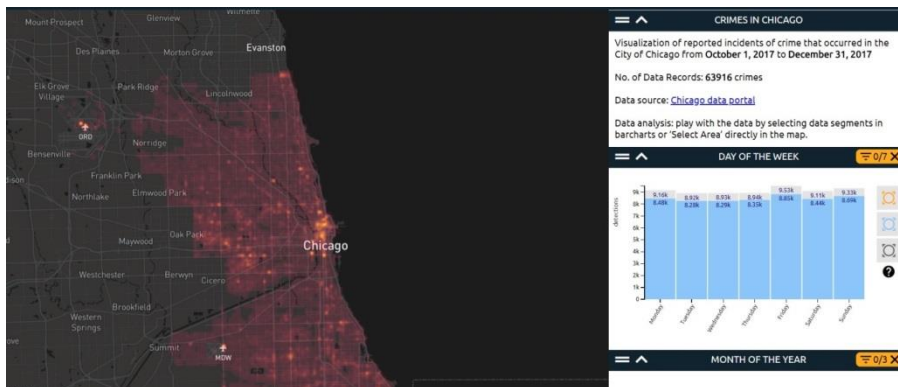 Mount Prospect
Glenview
Wilmette
Evanston
Des Plaines
Morton Grove
Elk Grove
Village
Park Ridge
Lincolnwood
ORD
Norridge
Bensenville
Franklin Park
Northlake
Elmwood Park
Oak Park
Chicago
Maywood
Westchester
Berwyn
Cicero
Brookfield
Western
Springs
Summit
MDW
CRIMES IN CHICAGO
Visualization of reported incidents of crime that occurred in the
City of Chicago from October 1, 2017 to December 31, 2017
No. of Data Records: 63916 crimes
Data source: Chicago data portal
Data analysis: play with the data by selecting data segments in
barcharts or 'Select Area' directly in the map.
DAY OF THE WEEK
0/7 X
detections
9k
8k
7k
6k
5k
4k
3k
2k
1k
0
9.16k 8.92k 8.93k 8.94k 9.53k 9.11k 9.33k
8.48k 8.28k 8.29k 8.35k 8.85k 8.44k 8.69k
Monday Tuesday Wednesday Thursday Friday Saturday Sunday
?
MONTH OF THE YEAR
0/3 X